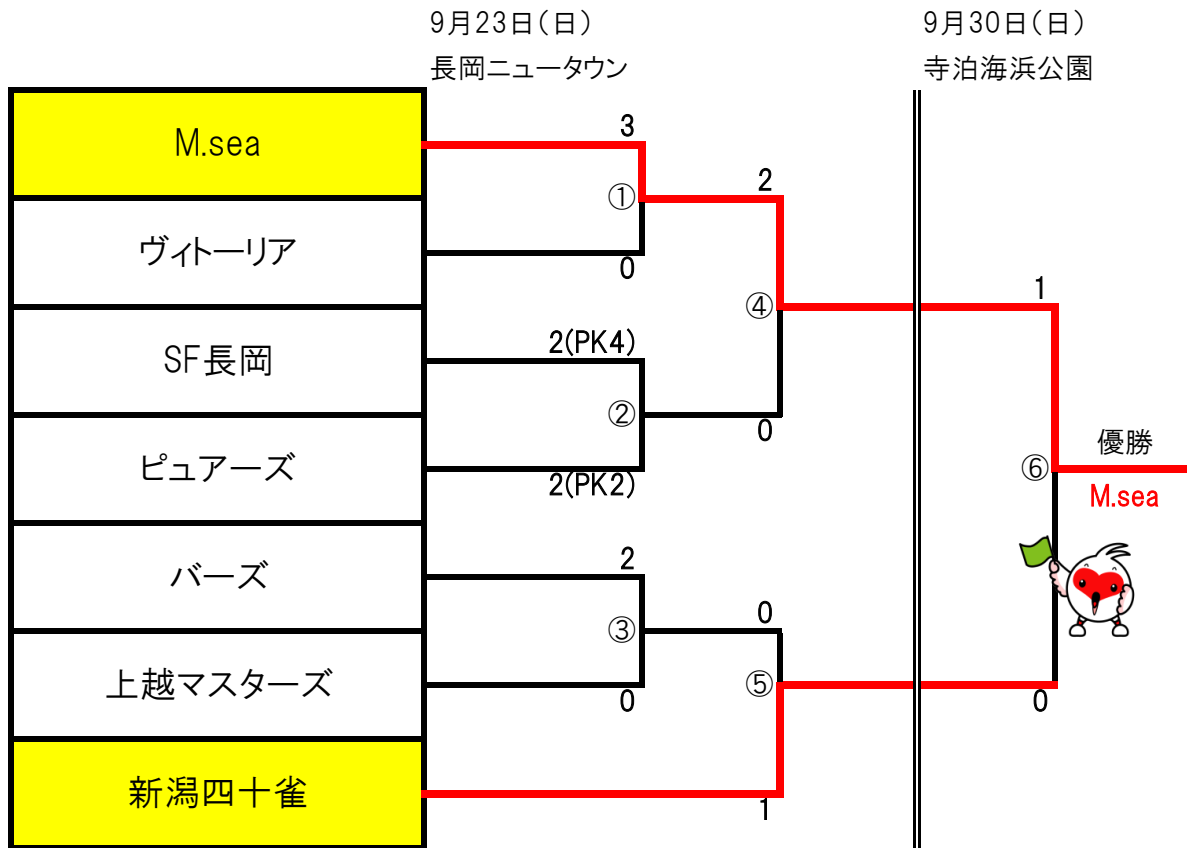 9月23日(日)
長岡ニュータウン
9月30日(日)
寺泊海浜公園
M.sea
3
①
2
ヴィトーリア
0
④
1
SF長岡
2(PK4)
②
0
ピュアーズ
2(PK2)
⑥
優勝
M.sea
バーズ
2
③
0
上越マスターズ
0
⑤
0
新潟四十雀
1